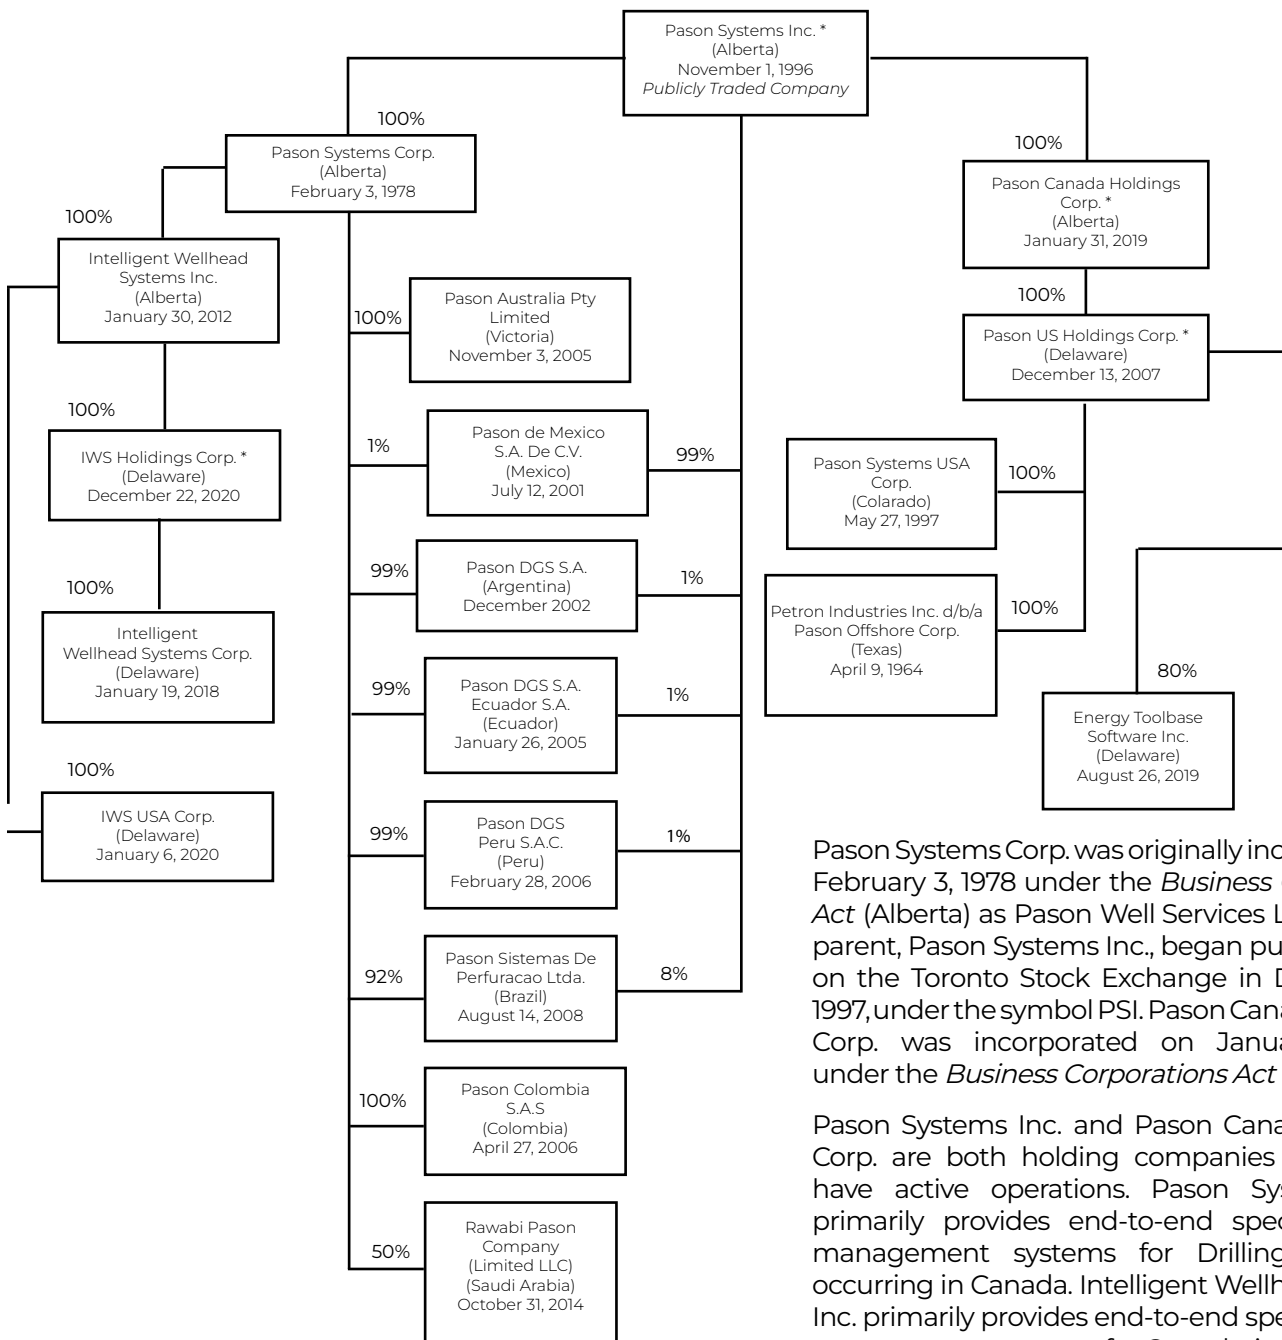 Pason Systems Inc. *
(Alberta)
November 1, 1996
Publicly Traded Company
100%
Pason Systems Corp.
(Alberta)
February 3, 1978
100%
Pason Canada Holdings
Corp. *
(Alberta)
January 31, 2019
100%
Intelligent Wellhead
Systems Inc.
(Alberta)
January 30, 2012
100%
Pason Australia Pty
Limited
(Victoria)
November 3, 2005
100%
Pason US Holdings Corp. *
(Delaware)
December 13, 2007
100%
IWS Holidings Corp. *
(Delaware)
December 22, 2020
1%
Pason de Mexico
S.A. De C.V.
(Mexico)
July 12, 2001
99%
Pason Systems USA
Corp.
(Colarado)
May 27, 1997
100%
99%
Pason DGS S.A.
(Argentina)
December 2002
1%
100%
Intelligent
Wellhead Systems Corp.
(Delaware)
January 19, 2018
Petron Industries Inc. d/b/a
Pason Offshore Corp.
(Texas)
April 9, 1964
100%
99%
Pason DGS S.A.
Ecuador S.A.
(Ecuador)
January 26, 2005
1%
80%
Energy Toolbase
Software Inc.
(Delaware)
August 26, 2019
100%
IWS USA Corp.
(Delaware)
January 6, 2020
99%
Pason DGS
Peru S.A.C.
(Peru)
February 28, 2006
1%
92%
Pason Sistemas De
Perfuracao Ltda.
(Brazil)
August 14, 2008
8%
100%
Pason Colombia
S.A.S
(Colombia)
April 27, 2006
50%
Rawabi Pason
Company
(Limited LLC)
(Saudi Arabia)
October 31, 2014
Pason Systems Corp. was originally inc
February 3, 1978 under the Business
Act (Alberta) as Pason Well Services L
parent, Pason Systems Inc., began pu
on the Toronto Stock Exchange in D
1997, under the symbol PSI. Pason Cana
Corp. was incorporated on Janua
under the Business Corporations Act
Pason Systems Inc. and Pason Cana
Corp. are both holding companies
have active operations. Pason Sys
primarily provides end-to-end spec
management systems for Drilling
occurring in Canada. Intelligent Wellh
Inc. primarily provides end-to-end spe